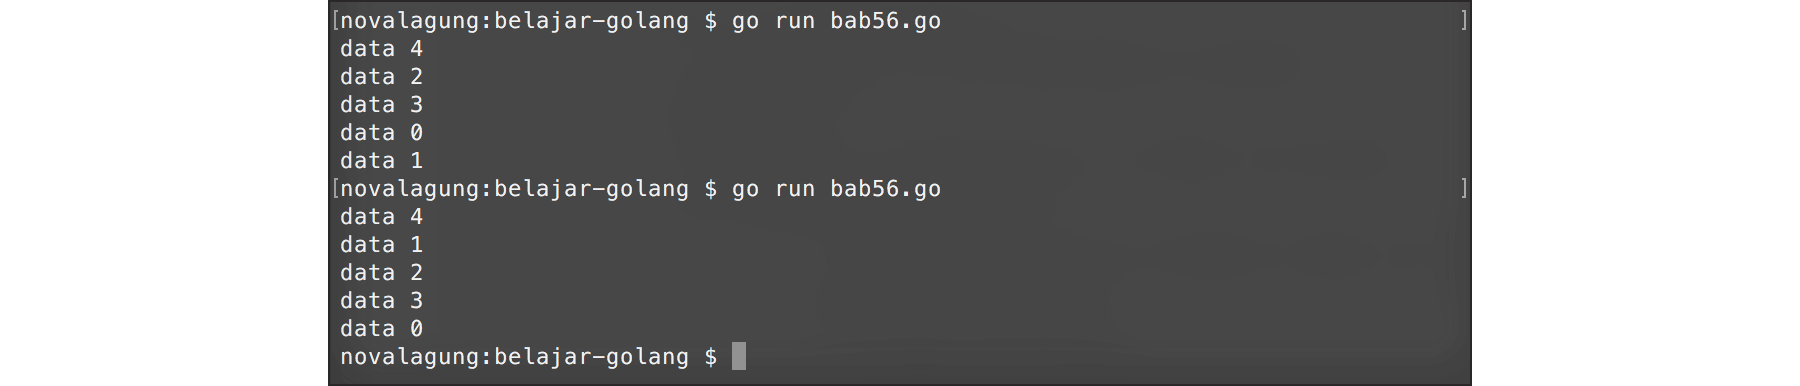 [novalagung:belajar-golang $ go run bab56.go ]
data 4
data 2
data 3
data 0
data 1
[novalagung:belajar-golang $ go run bab56.go ]
data 4
data 1
data 2
data 3
data 0
novalagung:belajar-golang $